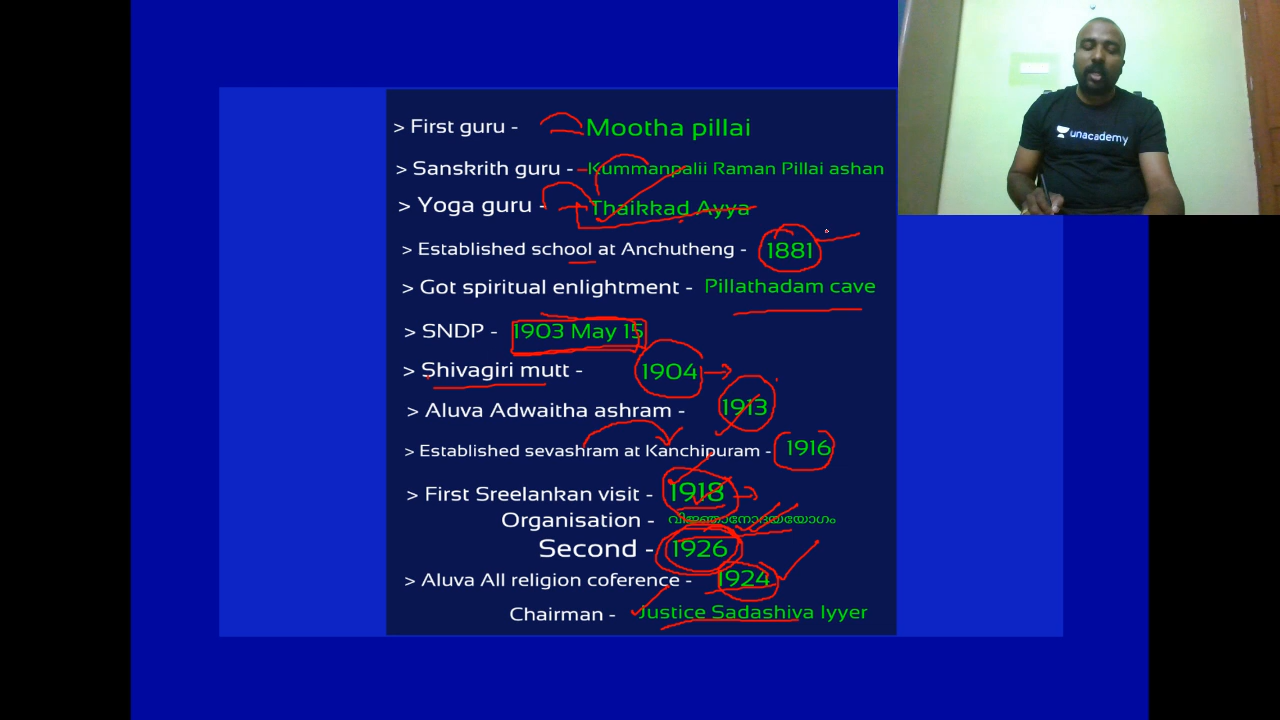 > First guru - Mootha pillai
> Sanskrith guru - Kummanpalii Raman Pillai ashan
> Yoga guru - Thaikkad Ayya
> Established school at Anchutheng - 1881
> Got spiritual enlightment - Pillathadam cave
> SNDP - 1903 May 15
> Shivagiri mutt - 1904
> Aluva Adwaitha ashram - 1913
> Established sevashram at Kanchipuram - 1916
> First Sreelankan visit - 1918
Organisation - വിജ്ഞാനോദയയോഗം
Second - 1926
> Aluva All religion coference - 1924
Chairman - Justice Sadashiva Iyyer
unacademy